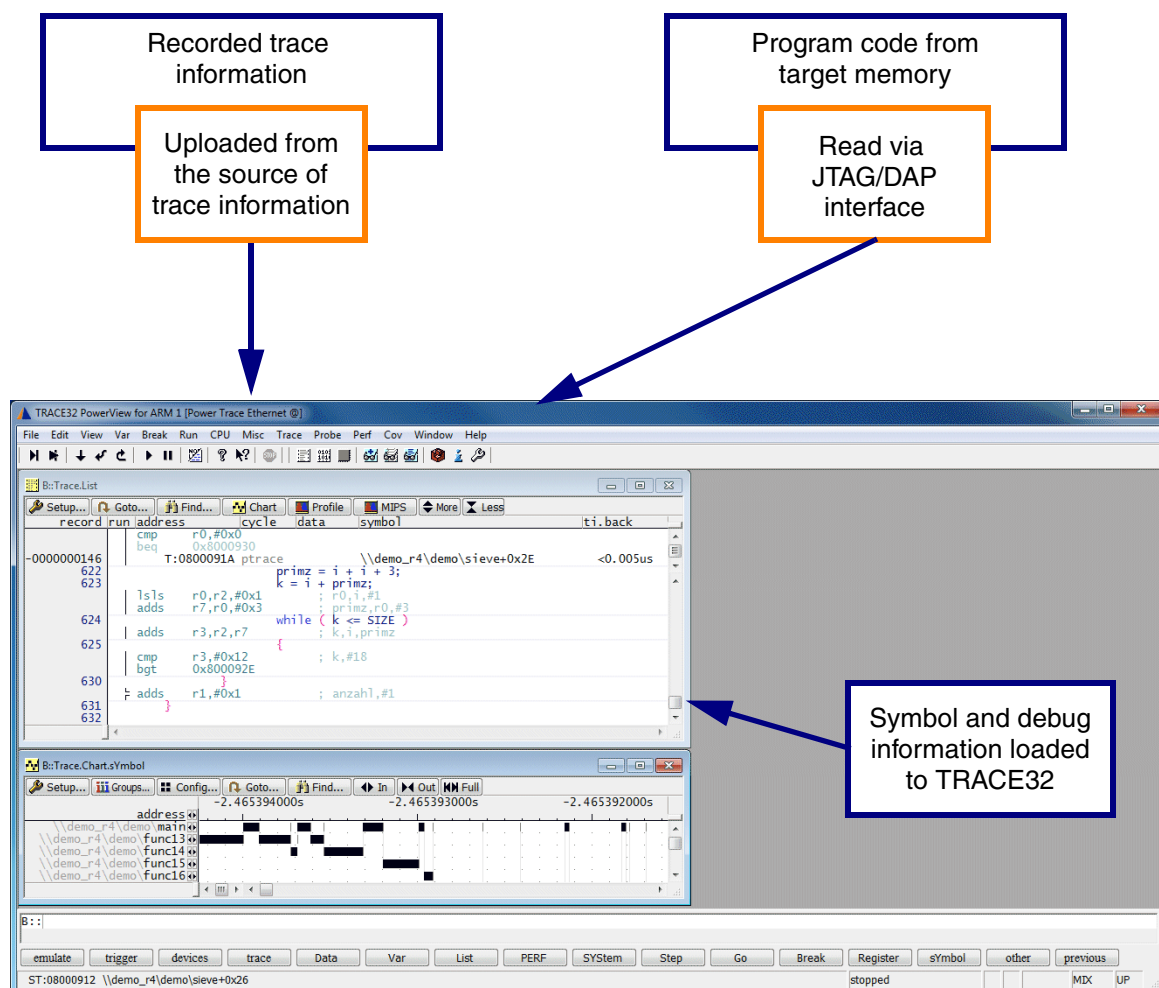 Recorded trace
information
Uploaded from
the source of
trace information
Program code from
target memory
Read via
JTAG/DAP
interface
TRACE32 PowerView for ARM 1 [Power Trace Ethernet @]
File Edit View Var Break Run CPU Misc Trace Probe Perf Cov Window Help
B::Trace.List
Setup... Goto... Find... Chart Profile MIPS More Less
record run address cycle data symbol ti.back
cmp r0,#0x0
beq 0x8000930
-0000000146 T:0800091A ptrace \\demo_r4\demo\sieve+0x2E <0.005us
622 primz = i + i + 3;
623 k = i + primz;
lsls r0,r2,#0x1 ; r0,i,#1
adds r7,r0,#0x3 ; primz,r0,#3
624 while ( k <= SIZE )
adds r3,r2,r7 ; k,i,primz
625 {
cmp r3,#0x12 ; k,#18
bgt 0x800092E
630 }
adds r1,#0x1 ; anzahl,#1
631 }
632
Symbol and debug
information loaded
to TRACE32
B::Trace.Chart.sYmbol
Setup... Groups... Config... Goto... Find... In Out Full
-2.465394000s -2.465393000s -2.465392000s
address
\\demo_r4\demo\main
\\demo_r4\demo\func13
\\demo_r4\demo\func14
\\demo_r4\demo\func15
\\demo_r4\demo\func16
B::
emulate trigger devices trace Data Var List PERF SYStem Step Go Break Register sYmbol other previous
ST:08000912 \\demo_r4\demo\sieve+0x26 stopped MIX UP